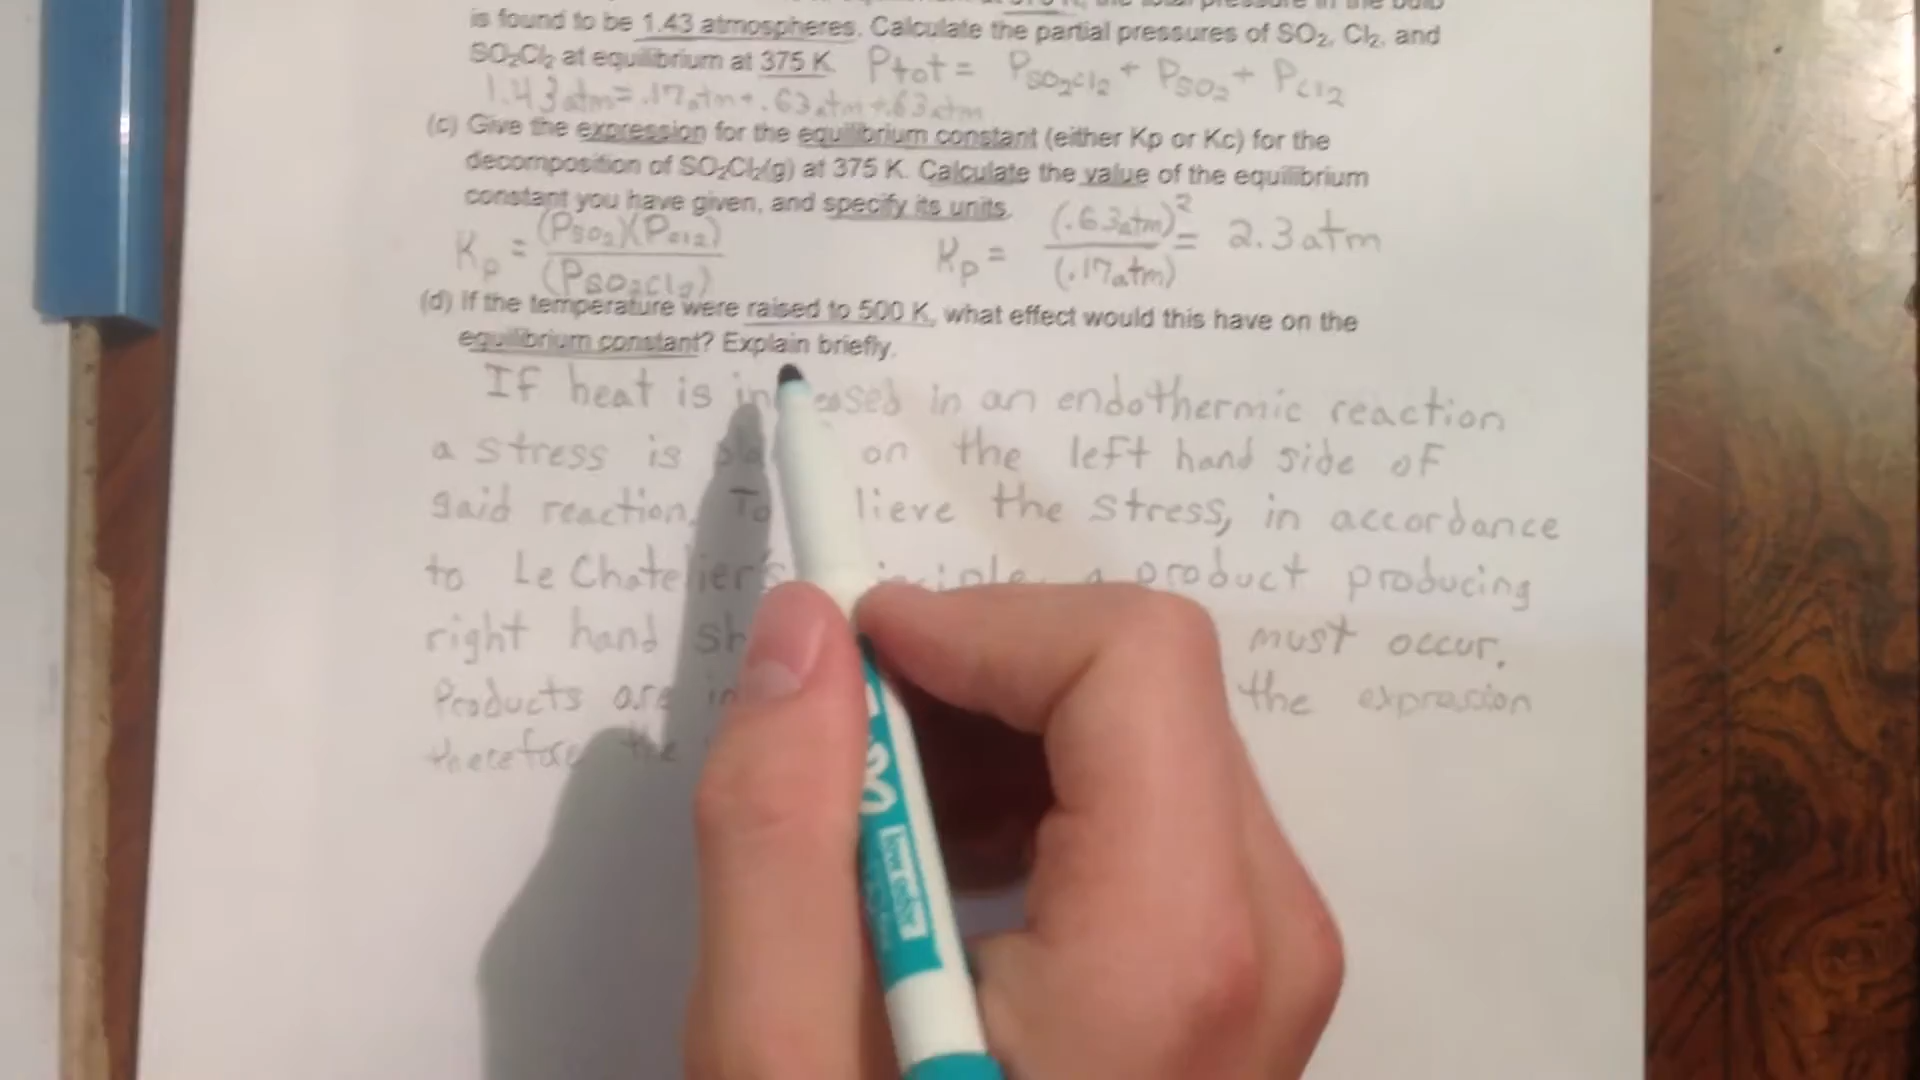 is found to be 1.43 atmospheres. Calculate the partial pressures of SO₂, Cl₂, and
SO₂Cl₂ at equilibrium at 375 K. Ptot = PSO₂Cl₂ + PSO₂ + PCl₂
1.43atm = .17atm + .63atm + .63atm
(c) Give the expression for the equilibrium constant (either Kp or Kc) for the
decomposition of SO₂Cl₂(g) at 375 K. Calculate the value of the equilibrium
constant you have given, and specify its units.
Kp = (PSO₂)(PCl₂) / (PSO₂Cl₂) Kp = (.63atm)² / (.17atm) = 2.3atm
(d) If the temperature were raised to 500 K, what effect would this have on the
equilibrium constant? Explain briefly.
If heat is in eased in an endothermic reaction
a stress is on the left hand side of
said reaction. To lieve the stress, in accordance
to Le Chatelier's a product producing
right hand sh must occur.
Products are in the expression
therefore the
low odor